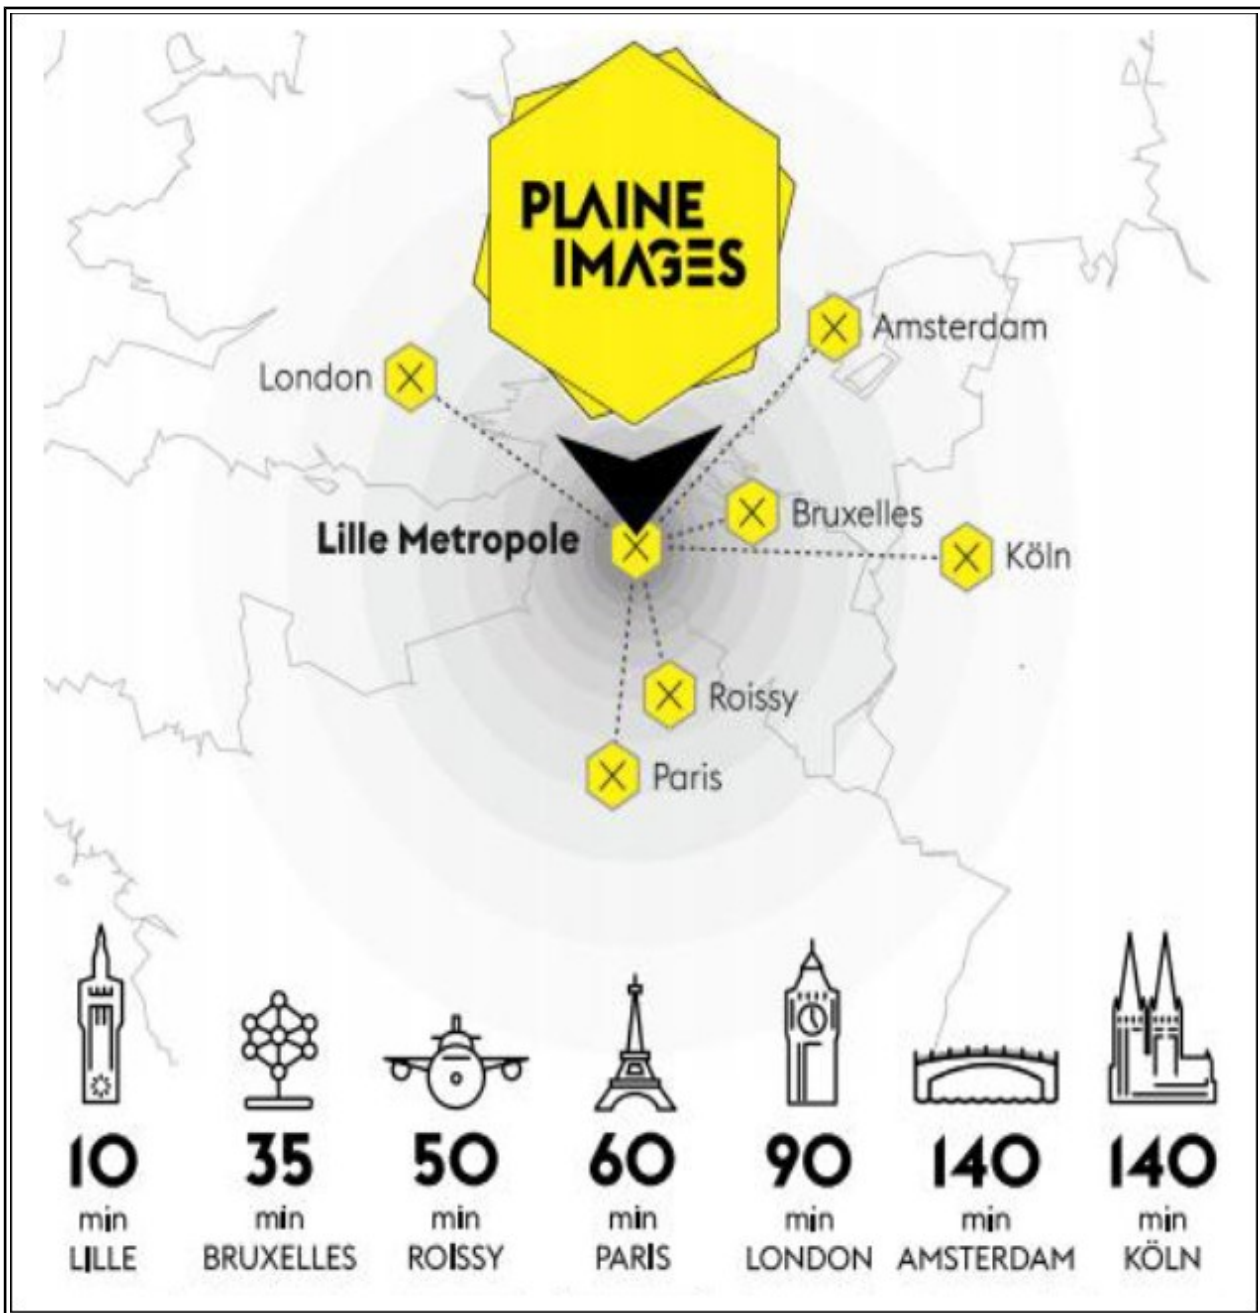 PLAINE
IMAGES
Amsterdam
London
Bruxelles
Lille Metropole
Köln
Roissy
Paris
10 35 50 60 90 140 140
min min min min min min min
LILLE BRUXELLES ROISSY PARIS LONDON AMSTERDAM KÖLN